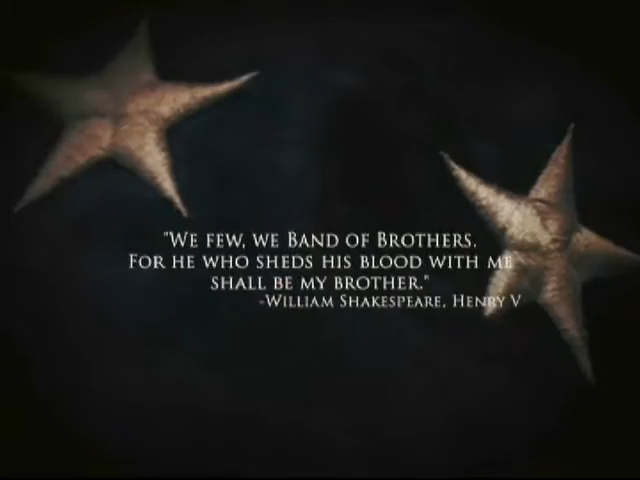 "We few, we Band of Brothers.
For he who sheds his blood with me
shall be my brother."
-William Shakespeare, Henry V